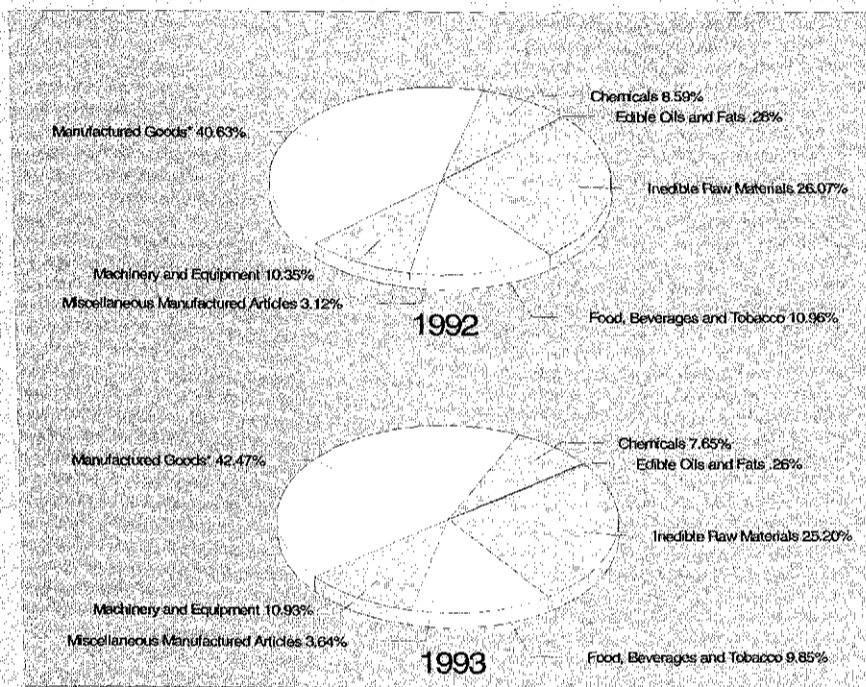 Chemicals 8.59%
Edible Oils and Fats .28%
Manufactured Goods* 40.63%
Inedible Raw Materials 26.07%
Machinery and Equipment 10.35%
Miscellaneous Manufactured Articles 3.12%
Food, Beverages and Tobacco 10.96%
1992
Chemicals 7.65%
Edible Oils and Fats .26%
Manufactured Goods* 42.47%
Inedible Raw Materials 25.20%
Machinery and Equipment 10.93%
Miscellaneous Manufactured Articles 3.64%
Food, Beverages and Tobacco 9.85%
1993